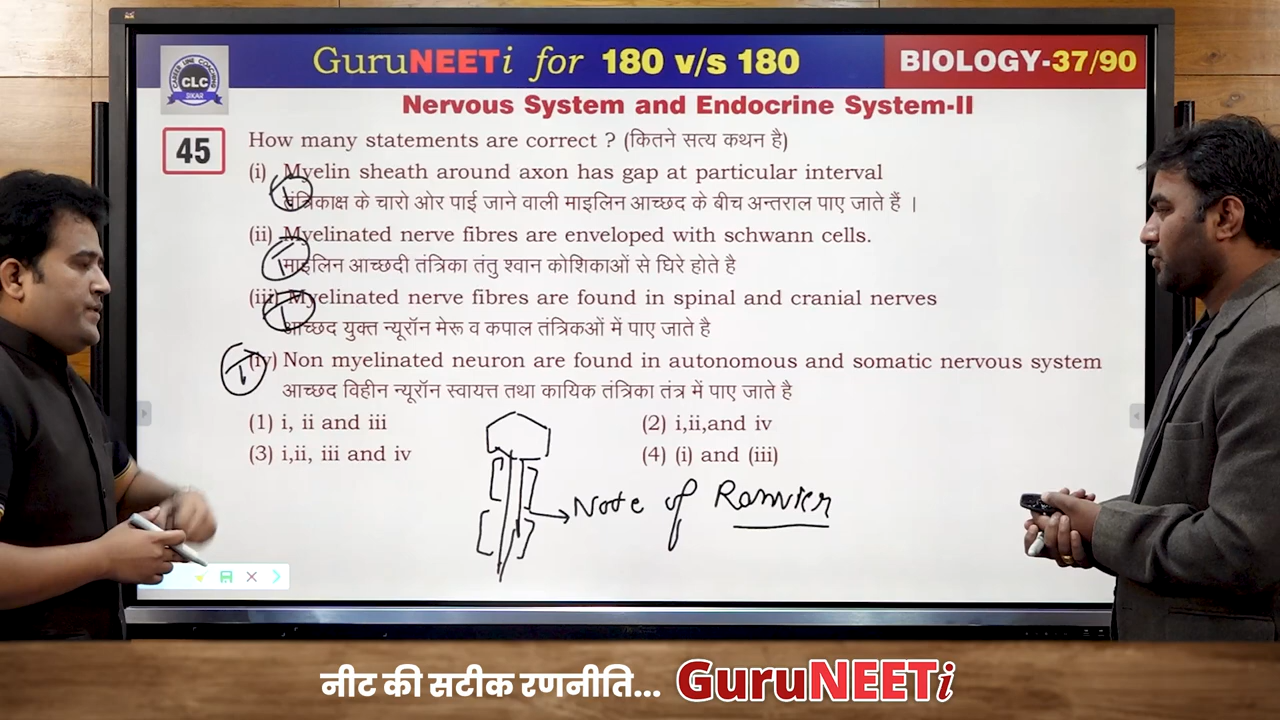 CAREER LINE COACHING
CLC
SIKAR
GuruNEETi for 180 v/s 180
BIOLOGY-37/90
Nervous System and Endocrine System-II
45
How many statements are correct ? (कितने सत्य कथन है)
(i) Myelin sheath around axon has gap at particular interval
तंत्रिकाक्ष के चारो ओर पाई जाने वाली माइलिन आच्छद के बीच अन्तराल पाए जाते हैं ।
(ii) Myelinated nerve fibres are enveloped with schwann cells.
माइलिन आच्छदी तंत्रिका तंतु श्वान कोशिकाओं से घिरे होते है
(iii) Myelinated nerve fibres are found in spinal and cranial nerves
आच्छद युक्त न्यूरॉन मेरू व कपाल तंत्रिकओं में पाए जाते है
(iv) Non myelinated neuron are found in autonomous and somatic nervous system
आच्छद विहीन न्यूरॉन स्वायत्त तथा कायिक तंत्रिका तंत्र में पाए जाते है
(1) i, ii and iii
(2) i,ii,and iv
(3) i,ii, iii and iv
(4) (i) and (iii)
Note of Ranvier
नीट की सटीक रणनीति... GuruNEETi